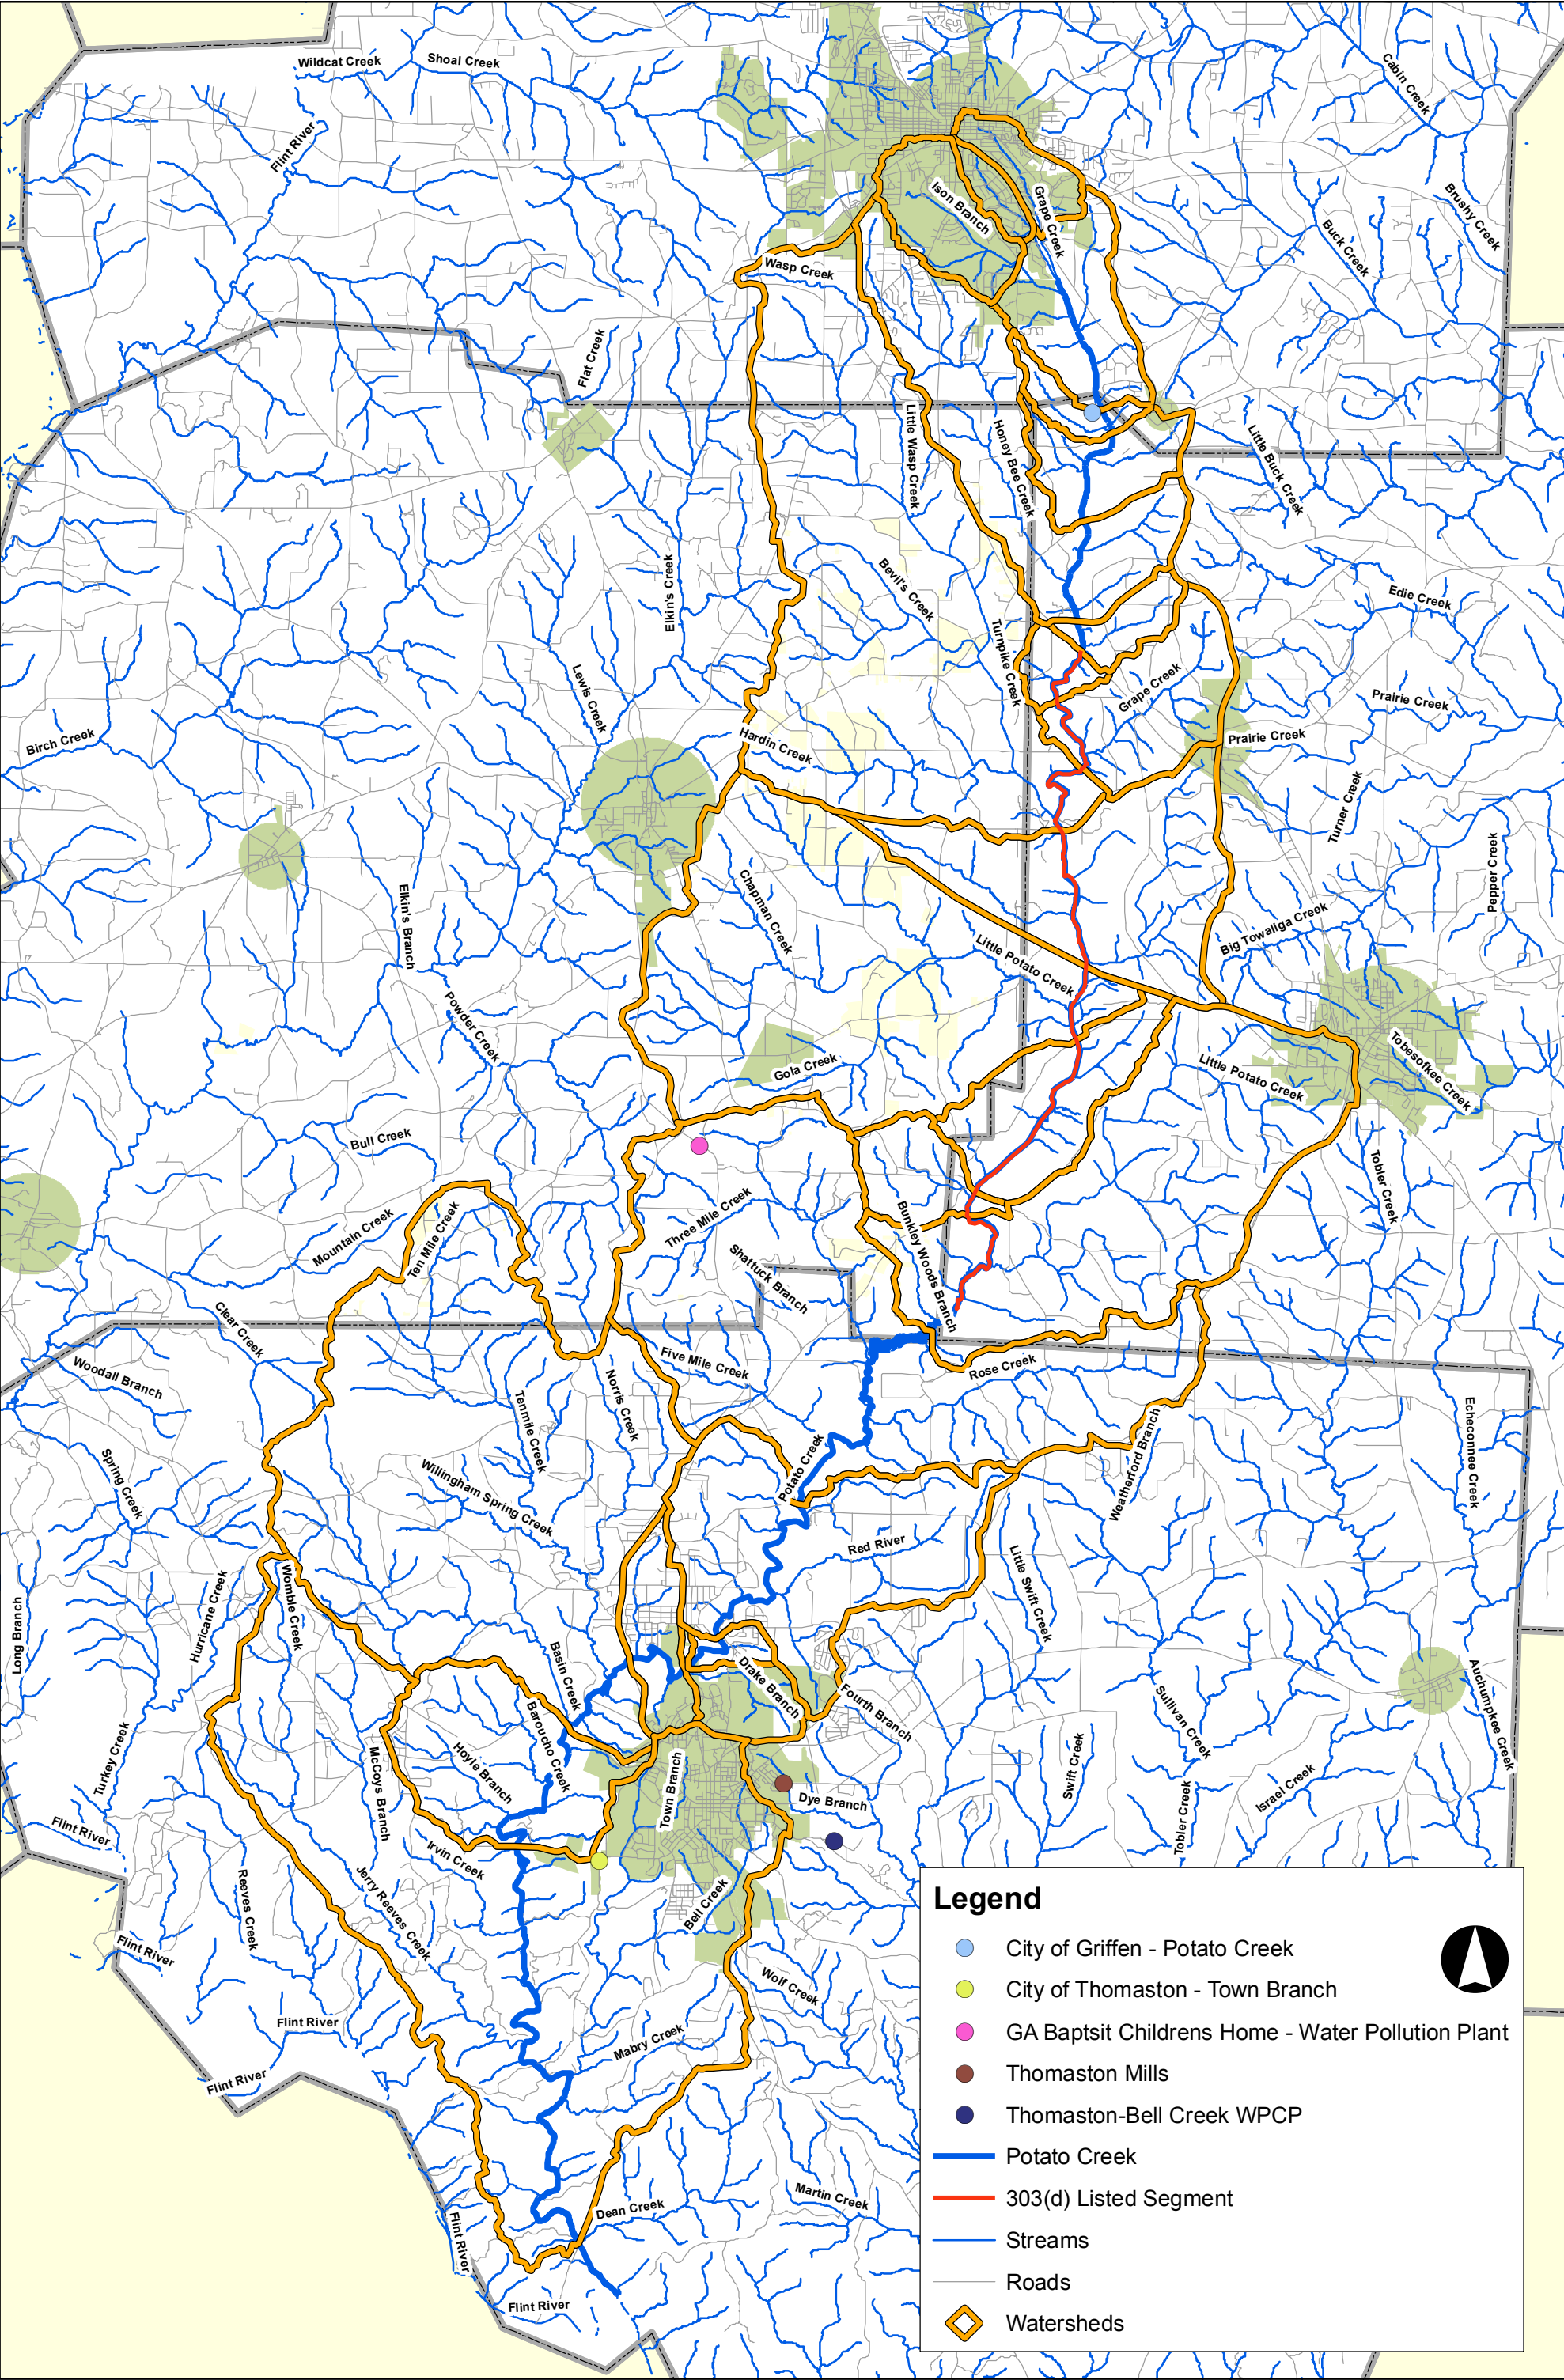 Wildcat Creek
Shoal Creek
Cabin Creek
Flint River
Ison Branch
Grape Creek
Brushy Creek
Buck Creek
Wasp Creek
Flat Creek
Little Wasp Creek
Honey Bee Creek
Little Buck Creek
Elkin's Creek
Bevil's Creek
Edie Creek
Turnpike Creek
Lewis Creek
Grape Creek
Prairie Creek
Birch Creek
Hardin Creek
Prairie Creek
Turner Creek
Pepper Creek
Elkin's Branch
Chapman Creek
Big Towaliga Creek
Little Potato Creek
Powder Creek
Gola Creek
Little Potato Creek
Tobesofkee Creek
Bull Creek
Tobler Creek
Mountain Creek
Ten Mile Creek
Three Mile Creek
Bunkley Woods Branch
Shattuck Branch
Clear Creek
Woodall Branch
Five Mile Creek
Rose Creek
Norris Creek
Tenmile Creek
Echeconnee Creek
Weatherford Branch
Potato Creek
Spring Creek
Willingham Spring Creek
Red River
Little Swift Creek
Long Branch
Hurricane Creek
Womble Creek
Basin Creek
Drake Branch
Fourth Branch
Sullivan Creek
Auchumpkee Creek
Turkey Creek
McCoys Branch
Hoyle Branch
Baroucho Creek
Town Branch
Swift Creek
Dye Branch
Israel Creek
Tobler Creek
Flint River
Irvin Creek
Reeves Creek
Jerry Reeves Creek
Bell Creek
Flint River
Wolf Creek
Flint River
Mabry Creek
Flint River
Martin Creek
Dean Creek
Flint River
Flint River
Legend
City of Griffen - Potato Creek
City of Thomaston - Town Branch
GA Baptsit Childrens Home - Water Pollution Plant
Thomaston Mills
Thomaston-Bell Creek WPCP
Potato Creek
303(d) Listed Segment
Streams
Roads
Watersheds